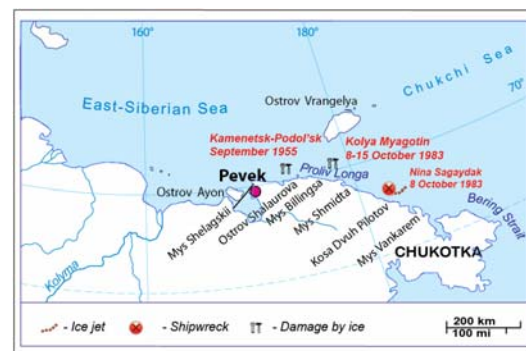 160°
180°
Chukchi Sea
70°
East-Siberian Sea
Ostrov Vrangelya
Kamenetsk-Podol'sk
September 1955
Kolya Myagotin
8-15 October 1983
Pevek
Proliv Longa
Nina Sagaydak
8 October 1983
Ostrov Ayon
Bering Strait
Mys Shelagskii
Ostrov Shalaurova
Mys Billingsa
Mys Shmidta
Kosa Dvuh Pilotov
Mys Vankarem
CHUKOTKA
Kolyma
- Ice jet
- Shipwreck
- Damage by ice
200 km
100 mi